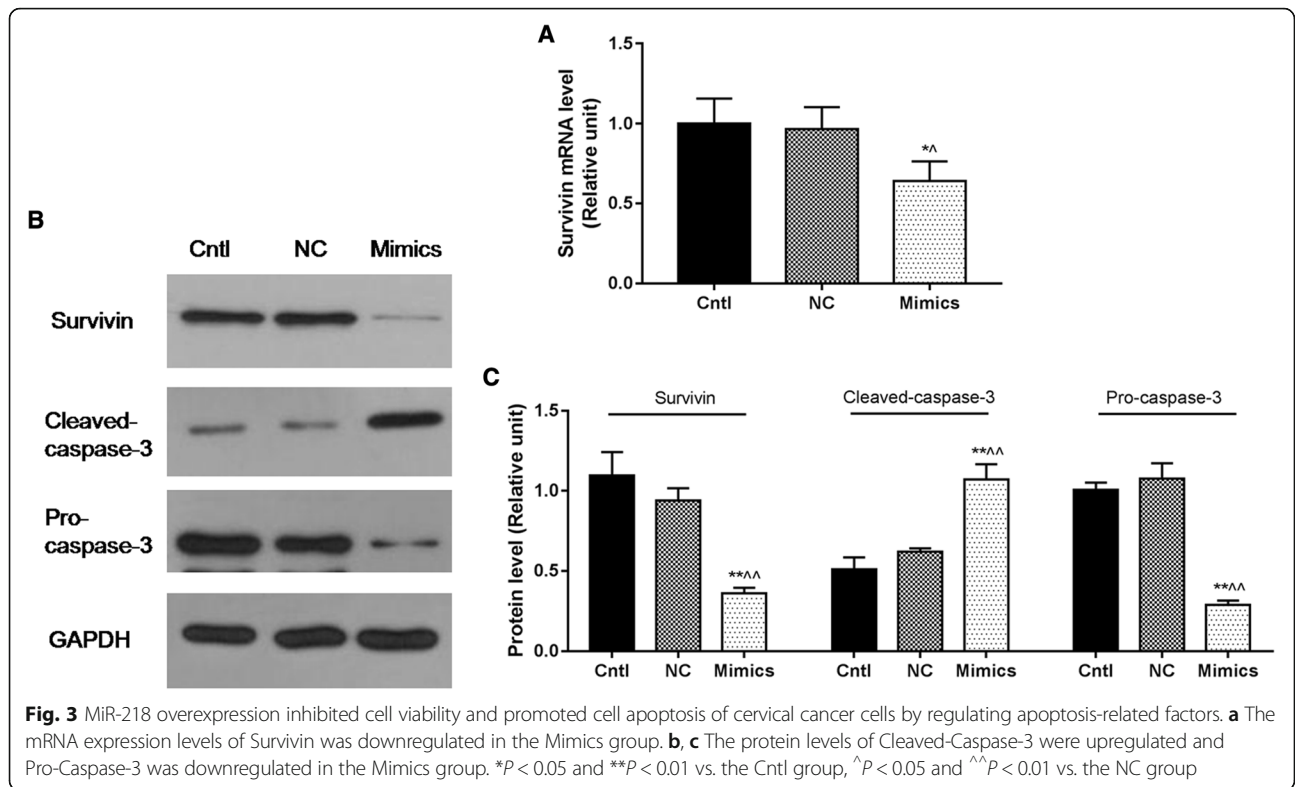 A
Survivin mRNA level
(Relative unit)
1.5
1.0
0.5
0.0
*^
Cntl NC Mimics
B
Cntl NC Mimics
Survivin
Cleaved-
caspase-3
Pro-
caspase-3
GAPDH
C
Protein level (Relative unit)
1.5
1.0
0.5
0.0
Survivin Cleaved-caspase-3 Pro-caspase-3
**^^ **^^ **^^
Cntl NC Mimics Cntl NC Mimics Cntl NC Mimics
Fig. 3 MiR-218 overexpression inhibited cell viability and promoted cell apoptosis of cervical cancer cells by regulating apoptosis-related factors. a The
mRNA expression levels of Survivin was downregulated in the Mimics group. b, c The protein levels of Cleaved-Caspase-3 were upregulated and
Pro-Caspase-3 was downregulated in the Mimics group. *P < 0.05 and **P < 0.01 vs. the Cntl group, ^P < 0.05 and ^^P < 0.01 vs. the NC group